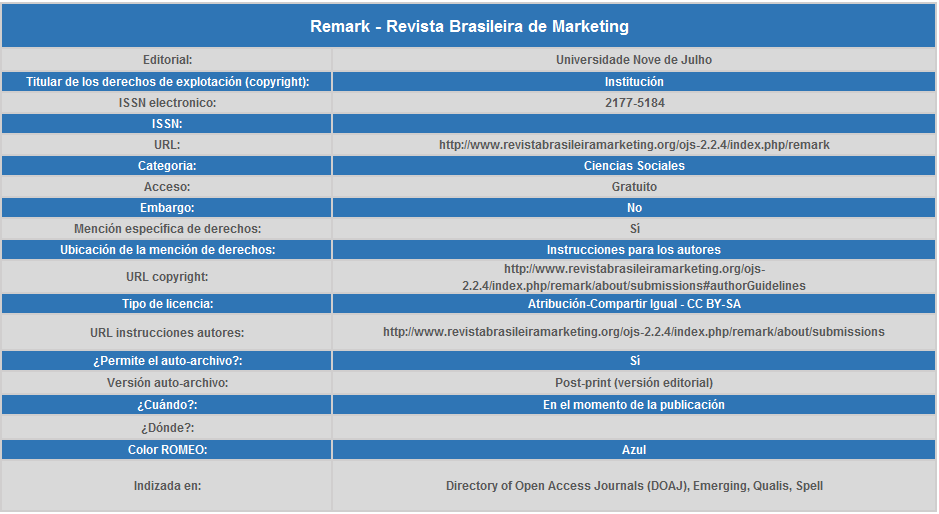 Remark - Revista Brasileira de Marketing
Editorial: Universidade Nove de Julho
Titular de los derechos de explotación (copyright): Institución
ISSN electronico: 2177-5184
ISSN:
URL: http://www.revistabrasileiramarketing.org/ojs-2.2.4/index.php/remark
Categoria: Ciencias Sociales
Acceso: Gratuito
Embargo: No
Mención específica de derechos: Sí
Ubicación de la mención de derechos: Instrucciones para los autores
URL copyright: http://www.revistabrasileiramarketing.org/ojs-
2.2.4/index.php/remark/about/submissions#authorGuidelines
Tipo de licencia: Atribución-Compartir Igual - CC BY-SA
URL instrucciones autores: http://www.revistabrasileiramarketing.org/ojs-2.2.4/index.php/remark/about/submissions
¿Permite el auto-archivo?: Sí
Versión auto-archivo: Post-print (versión editorial)
¿Cuándo?: En el momento de la publicación
¿Dónde?:
Color ROMEO: Azul
Indizada en: Directory of Open Access Journals (DOAJ), Emerging, Qualis, Spell